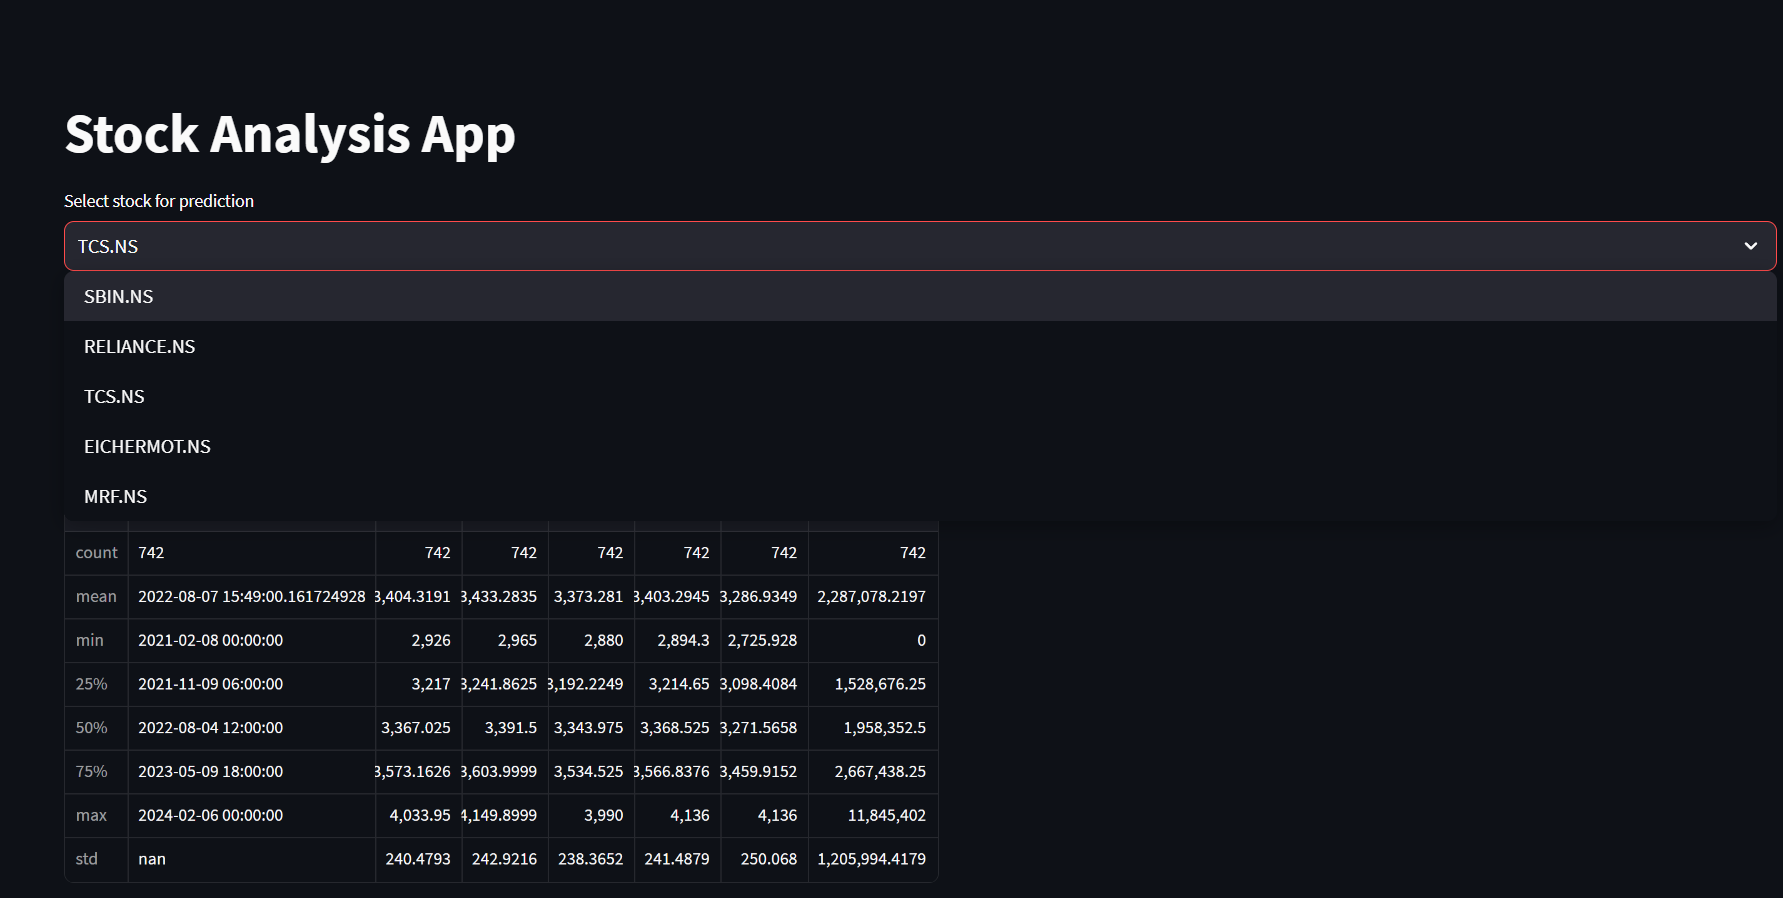 Stock Analysis App
Select stock for prediction
TCS.NS
SBIN.NS
RELIANCE.NS
TCS.NS
EICHERMOT.NS
MRF.NS
count 742 742 742 742 742 742 742
mean 2022-08-07 15:49:00.161724928 3,404.3191 3,433.2835 3,373.281 3,403.2945 3,286.9349 2,287,078.2197
min 2021-02-08 00:00:00 2,926 2,965 2,880 2,894.3 2,725.928 0
25% 2021-11-09 06:00:00 3,217 3,241.8625 3,192.2249 3,214.65 3,098.4084 1,528,676.25
50% 2022-08-04 12:00:00 3,367.025 3,391.5 3,343.975 3,368.525 3,271.5658 1,958,352.5
75% 2023-05-09 18:00:00 3,573.1626 3,603.9999 3,534.525 3,566.8376 3,459.9152 2,667,438.25
max 2024-02-06 00:00:00 4,033.95 4,149.8999 3,990 4,136 4,136 11,845,402
std nan 240.4793 242.9216 238.3652 241.4879 250.068 1,205,994.4179